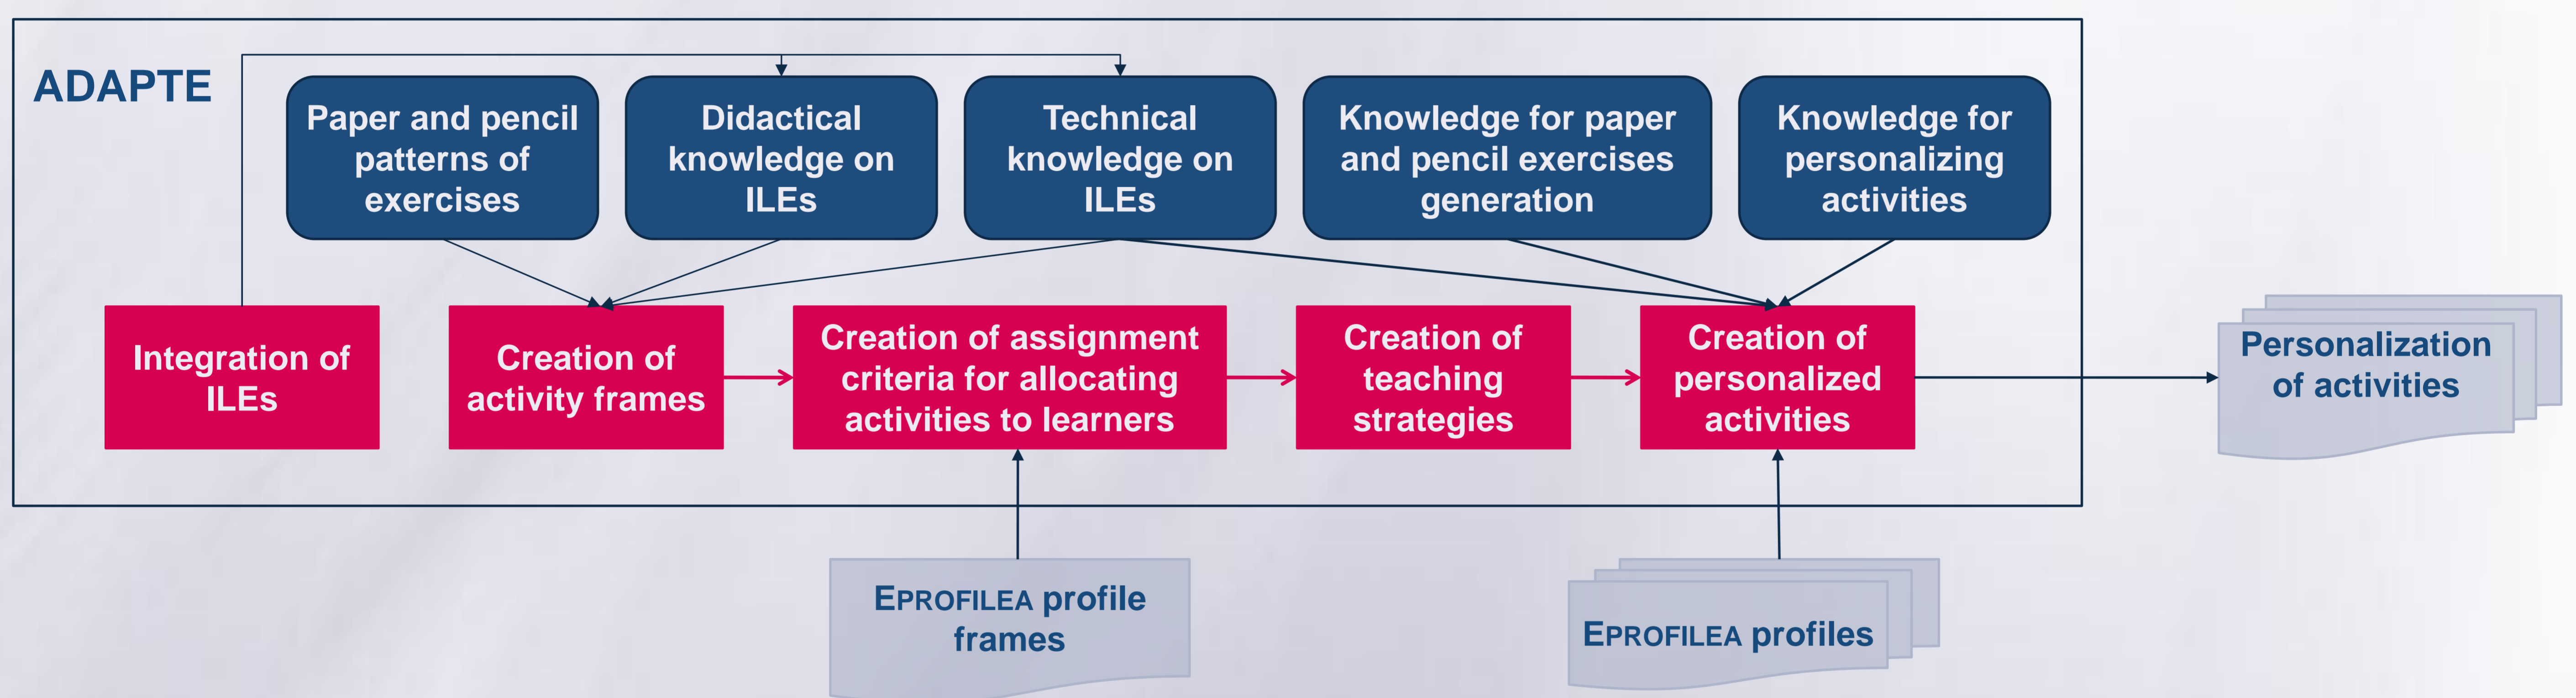 ADAPTE
Paper and pencil
patterns of
exercises
Didactical
knowledge on
ILEs
Technical
knowledge on
ILEs
Knowledge for paper
and pencil exercises
generation
Knowledge for
personalizing
activities
Integration of
ILEs
Creation of
activity frames
Creation of assignment
criteria for allocating
activities to learners
Creation of
teaching
strategies
Creation of
personalized
activities
Personalization
of activities
EPROFILEA profile
frames
EPROFILEA profiles